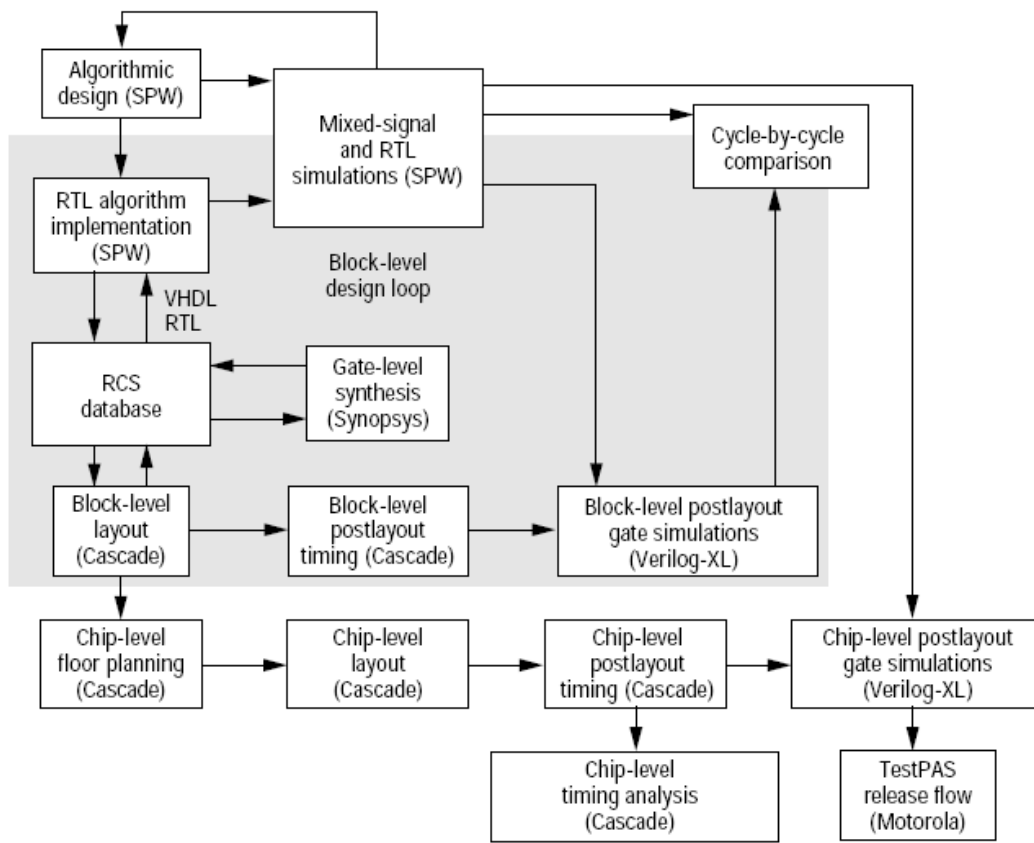 Algorithmic
design (SPW)
Mixed-signal
and RTL
simulations (SPW)
Cycle-by-cycle
comparison
RTL algorithm
implementation
(SPW)
Block-level
design loop
VHDL
RTL
RCS
database
Gate-level
synthesis
(Synopsys)
Block-level
layout
(Cascade)
Block-level
postlayout
timing (Cascade)
Block-level postlayout
gate simulations
(Verilog-XL)
Chip-level
floor planning
(Cascade)
Chip-level
layout
(Cascade)
Chip-level
postlayout
timing (Cascade)
Chip-level postlayout
gate simulations
(Verilog-XL)
Chip-level
timing analysis
(Cascade)
TestPAS
release flow
(Motorola)